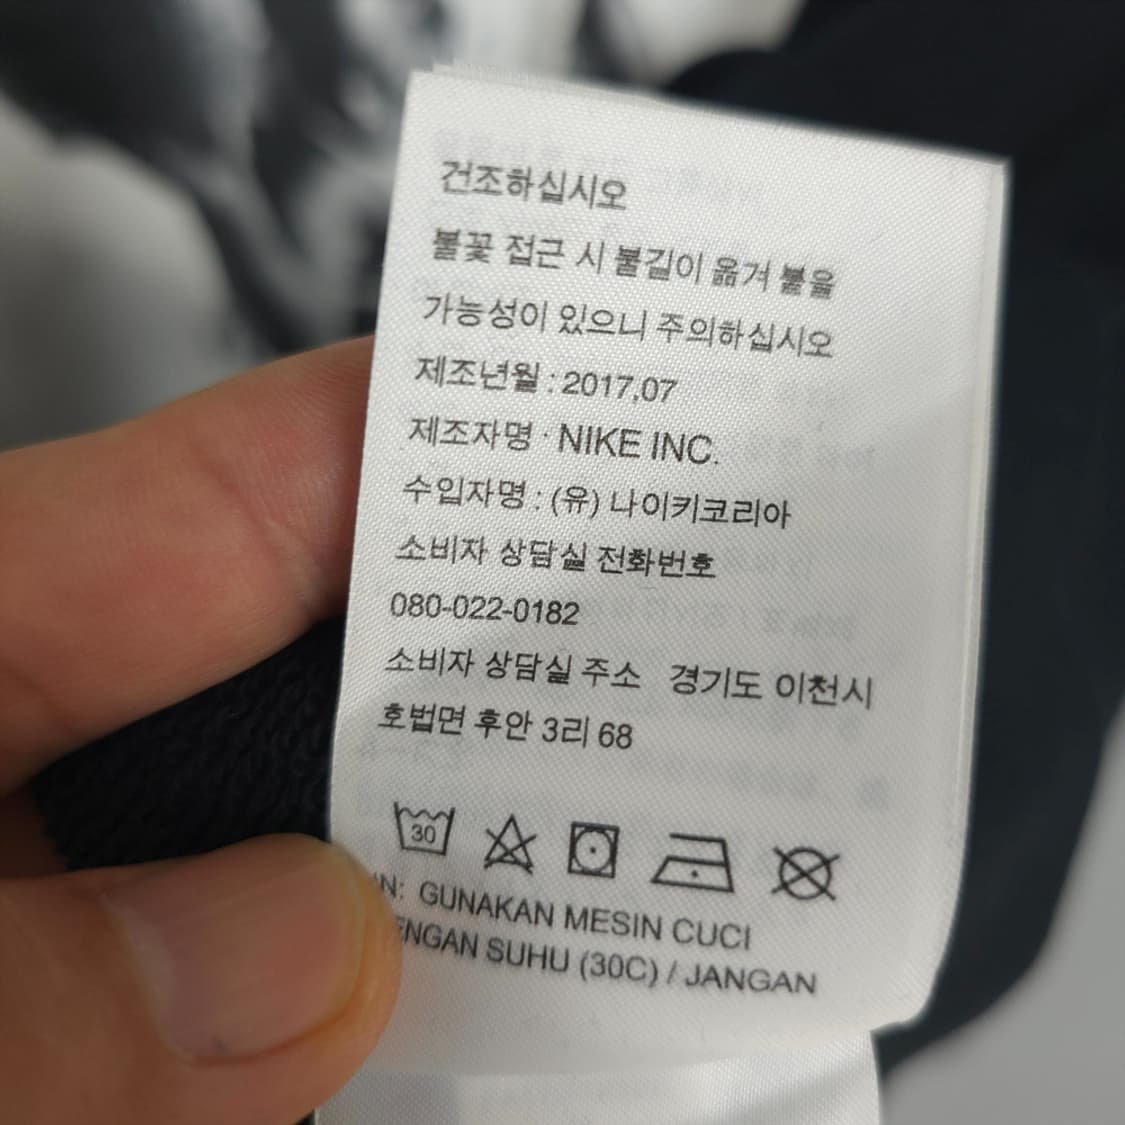 건조하십시오
불꽃 접근 시 불길이 옮겨 붙을
가능성이 있으니 주의하십시오
제조년월 : 2017,07
제조자명 : NIKE INC.
수입자명 : (유) 나이키코리아
소비자 상담실 전화번호
080-022-0182
소비자 상담실 주소 경기도 이천시
호법면 후안 3리 68
30
GUNAKAN MESIN CUCI
SUHU (30C) / JANGAN